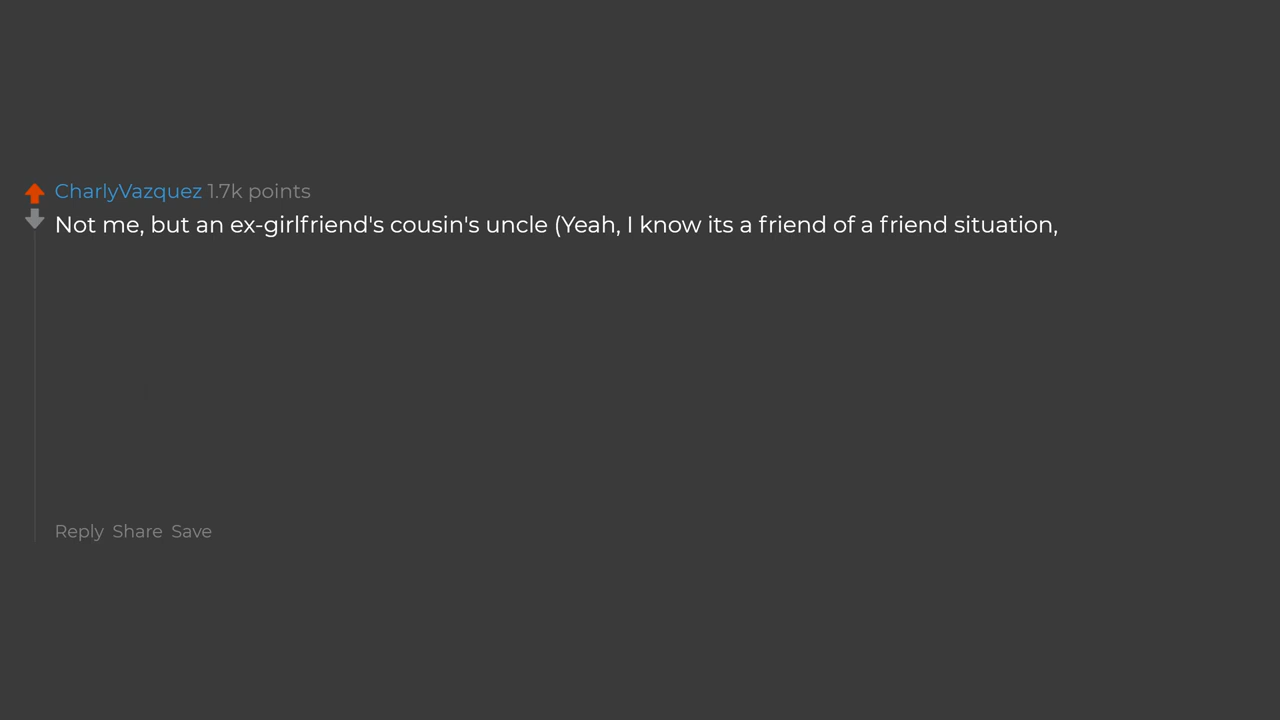 CharlyVazquez 1.7k points
Not me, but an ex-girlfriend's cousin's uncle (Yeah, I know its a friend of a friend situation,
Reply Share Save